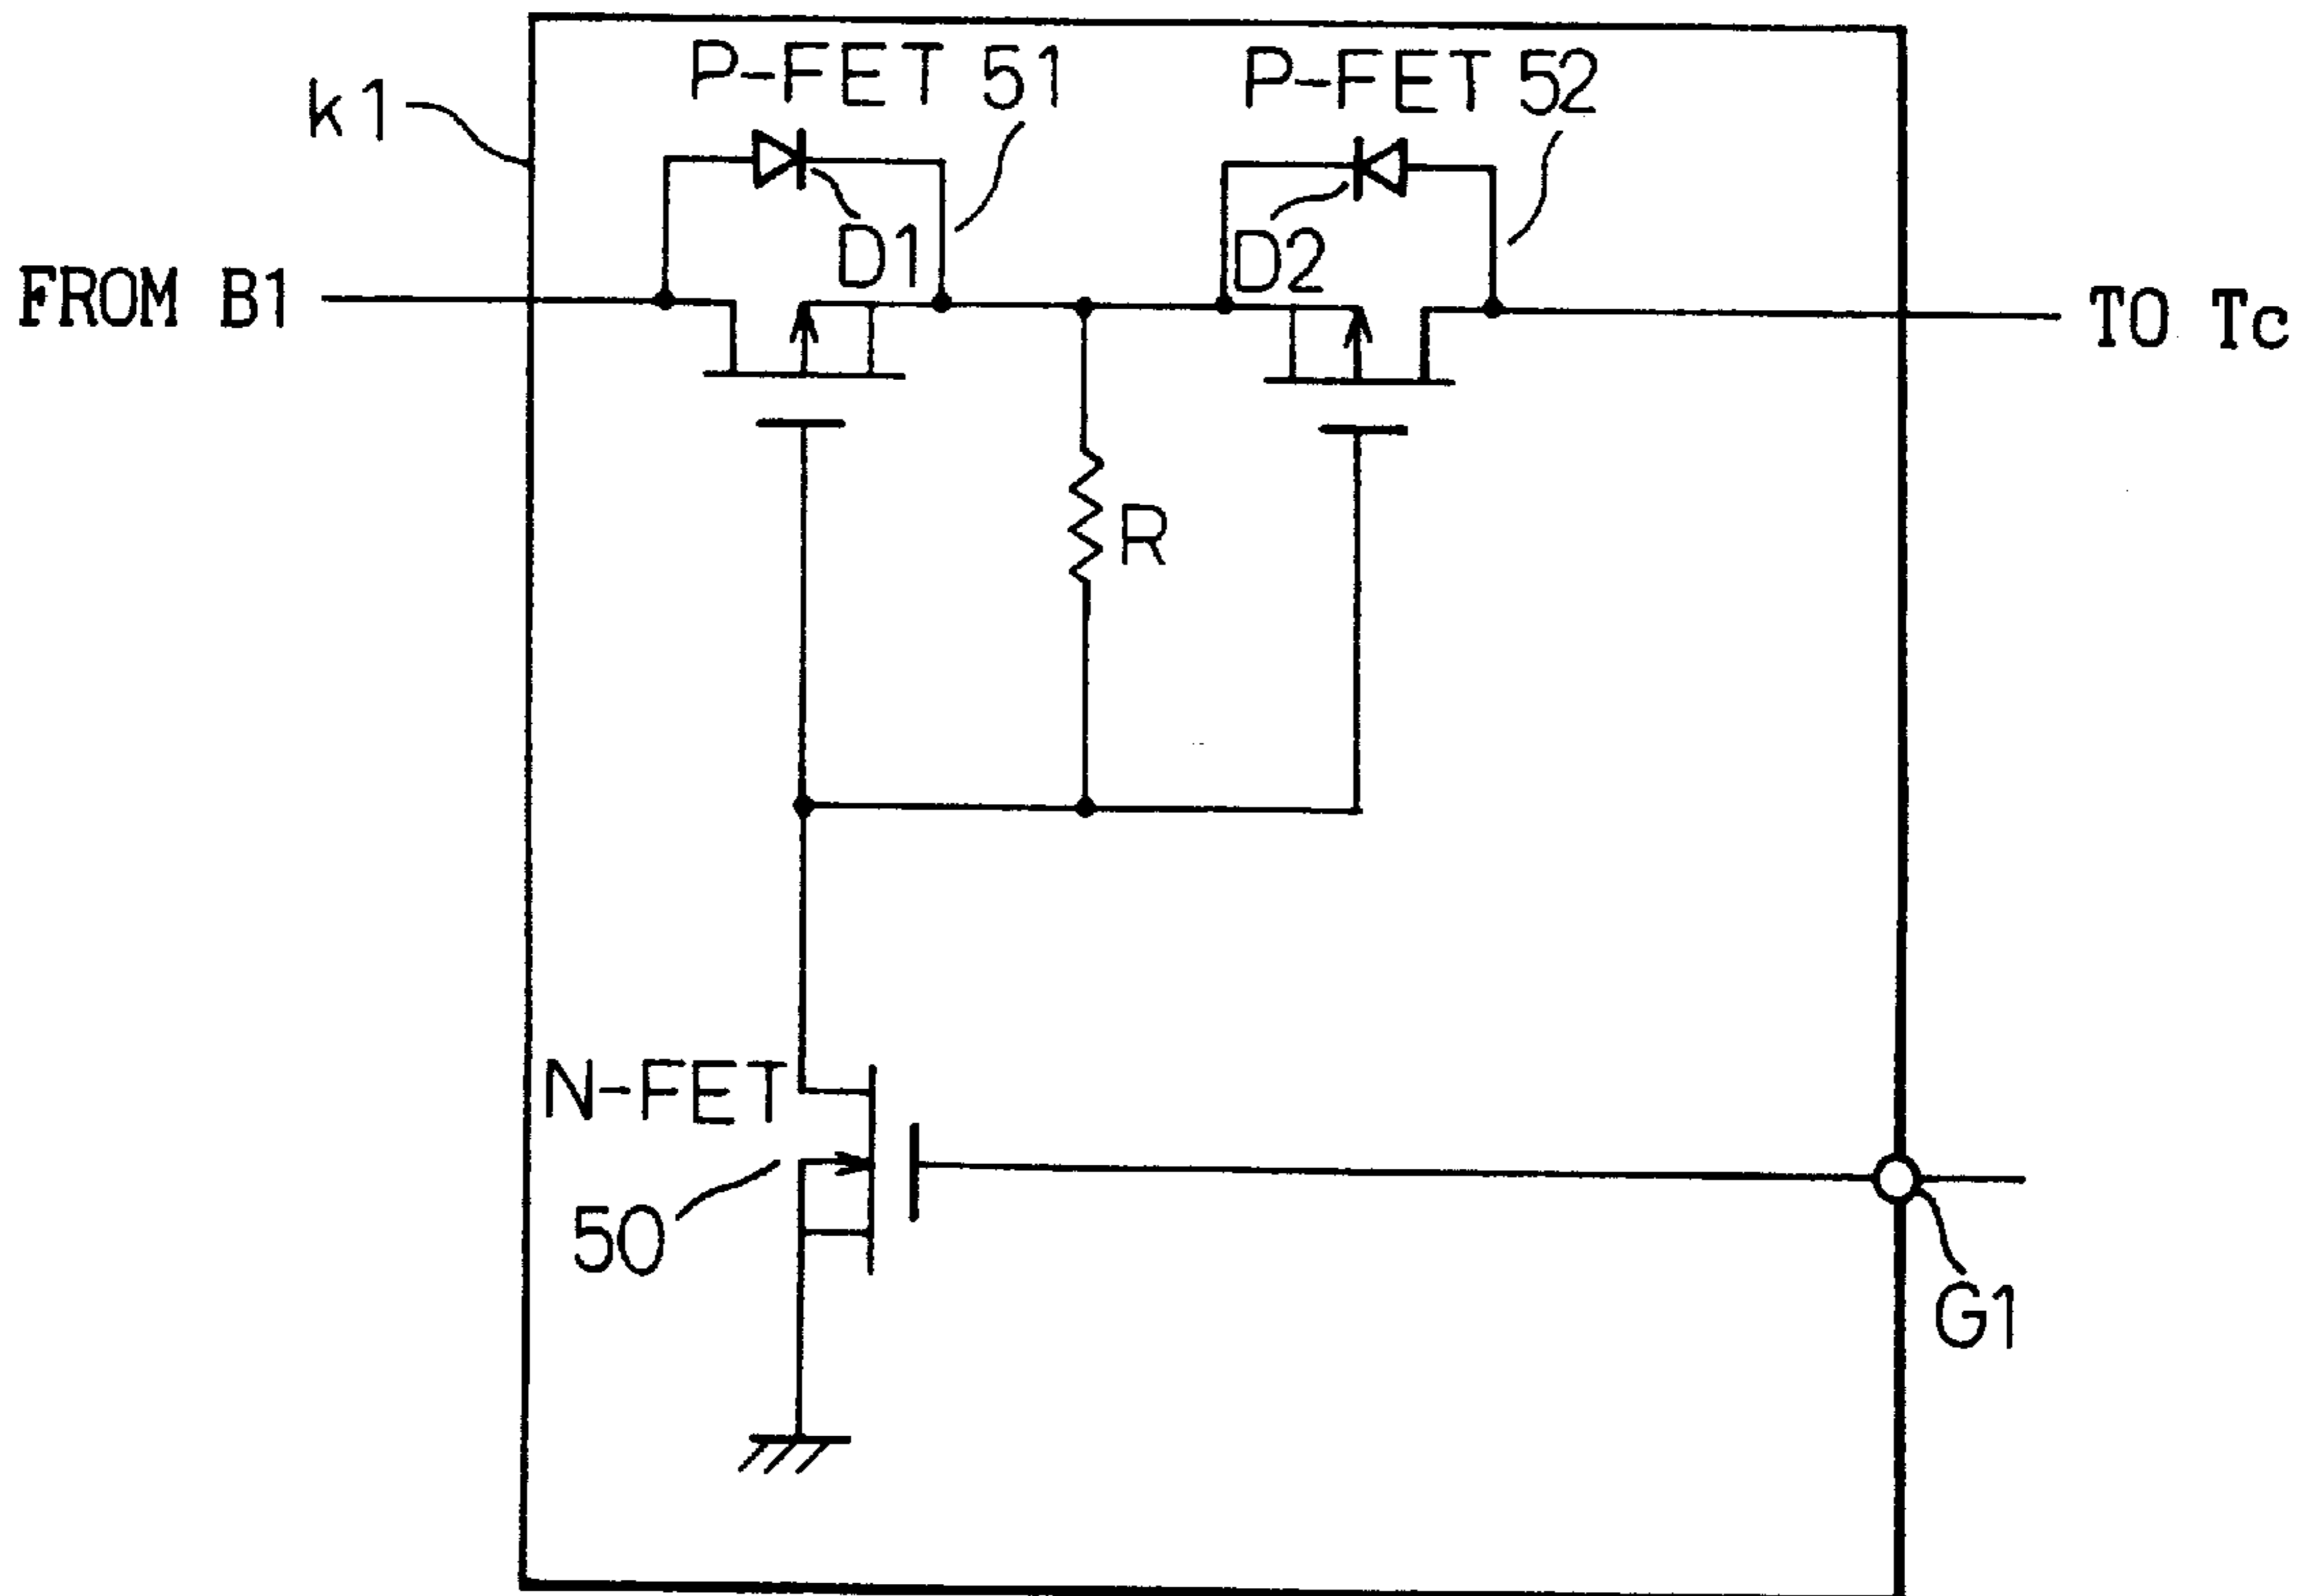 P-FET 51
P-FET 52
k1
D1
D2
FROM B1
TO Tc
R
N-FET
50
G1